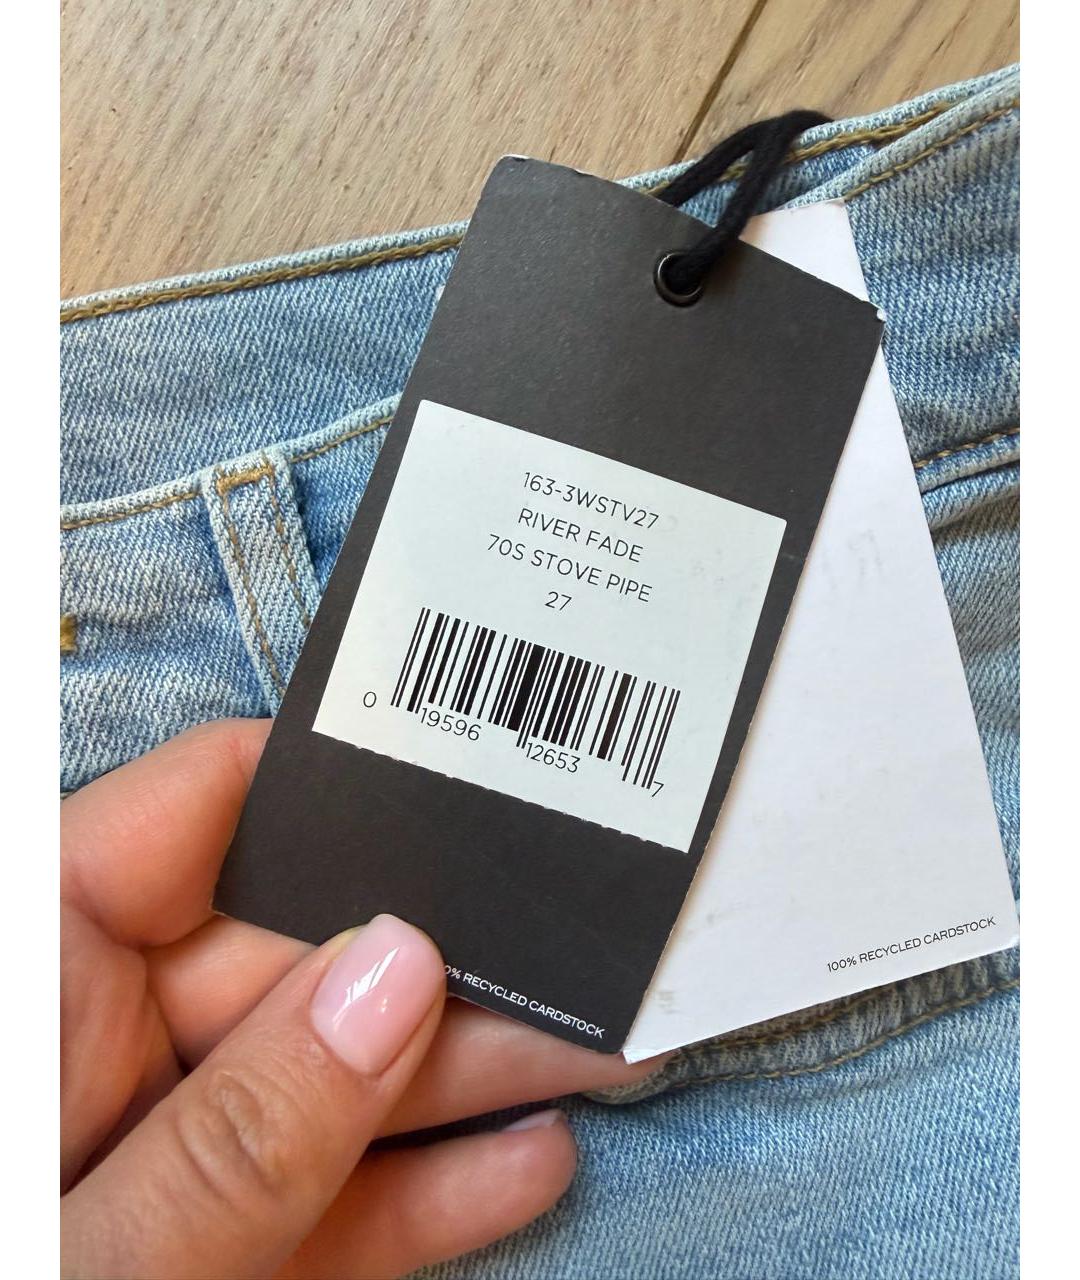 163-3WSTV27
RIVER FADE
70S STOVE PIPE
27
0 19596 12653 7
0% RECYCLED CARDSTOCK
100% RECYCLED CARDSTOCK